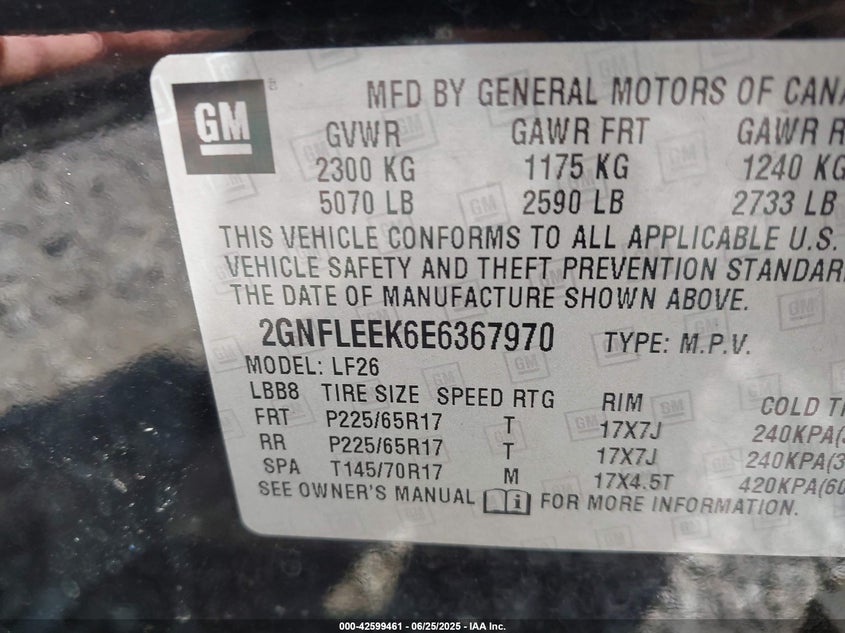 GM
MFD BY GENERAL MOTORS OF CANA
GVWR GAWR FRT GAWR R
2300 KG 1175 KG 1240 KG
5070 LB 2590 LB 2733 LB
THIS VEHICLE CONFORMS TO ALL APPLICABLE U.S.
VEHICLE SAFETY AND THEFT PREVENTION STANDAR
THE DATE OF MANUFACTURE SHOWN ABOVE.
2GNFLEEK6E6367970 TYPE: M.P.V.
MODEL: LF26
LBB8 TIRE SIZE SPEED RTG RIM COLD TI
FRT P225/65R17 T 17X7J 240KPA(3
RR P225/65R17 T 17X7J 240KPA(3
SPA T145/70R17 M 17X4.5T 420KPA(60
SEE OWNER'S MANUAL i FOR MORE INFORMATION.
000-42599461 - 06/25/2025 - IAA Inc.